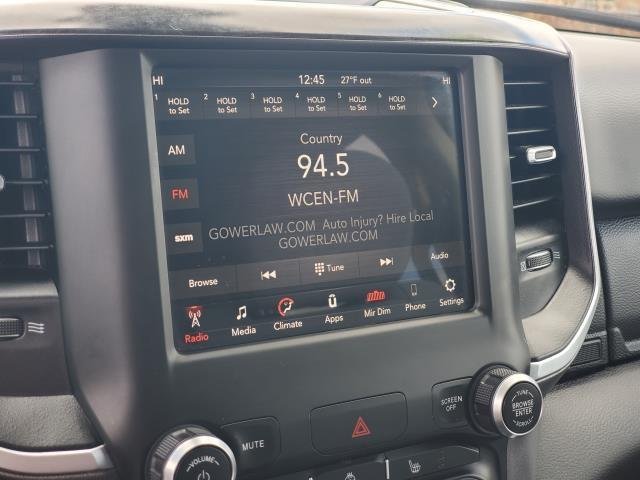 HI 12:45 27°F out HI
1 HOLD to Set 2 HOLD to Set 3 HOLD to Set 4 HOLD to Set 5 HOLD to Set 6 HOLD to Set
Country
AM
94.5
FM
WCEN-FM
sxm
GOWERLAW.COM Auto Injury? Hire Local
GOWERLAW.COM
Browse Tune Audio
Radio Media Climate Apps Mir Dim Phone Settings
VOLUME
MUTE
SCREEN
OFF
TUNE
BROWSE
ENTER
SCROLL